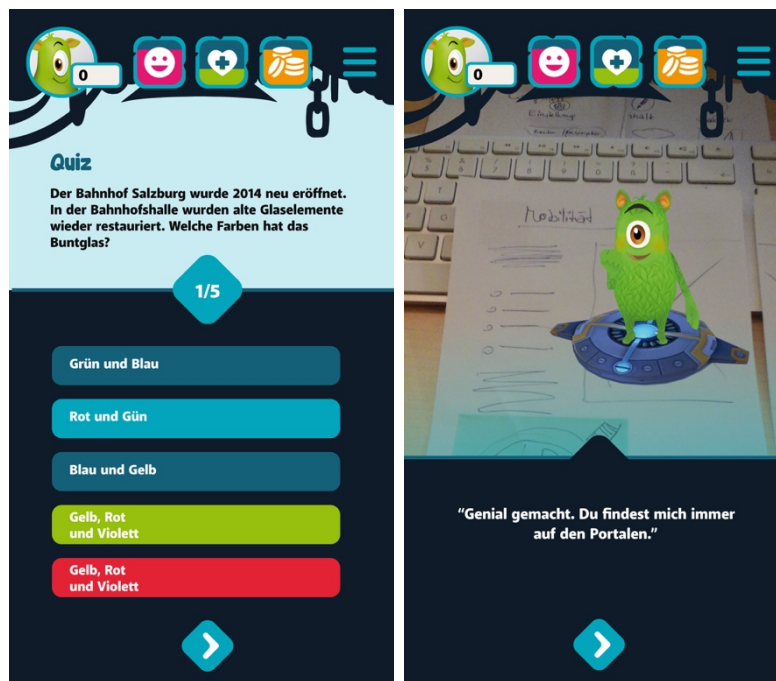 0
Quiz
Der Bahnhof Salzburg wurde 2014 neu eröffnet.
In der Bahnhofshalle wurden alte Glaselemente
wieder restauriert. Welche Farben hat das
Buntglas?
1/5
Grün und Blau
Rot und Gün
Blau und Gelb
Gelb, Rot
und Violett
Gelb, Rot
und Violett
0
Mobilität
“Genial gemacht. Du findest mich immer
auf den Portalen.”